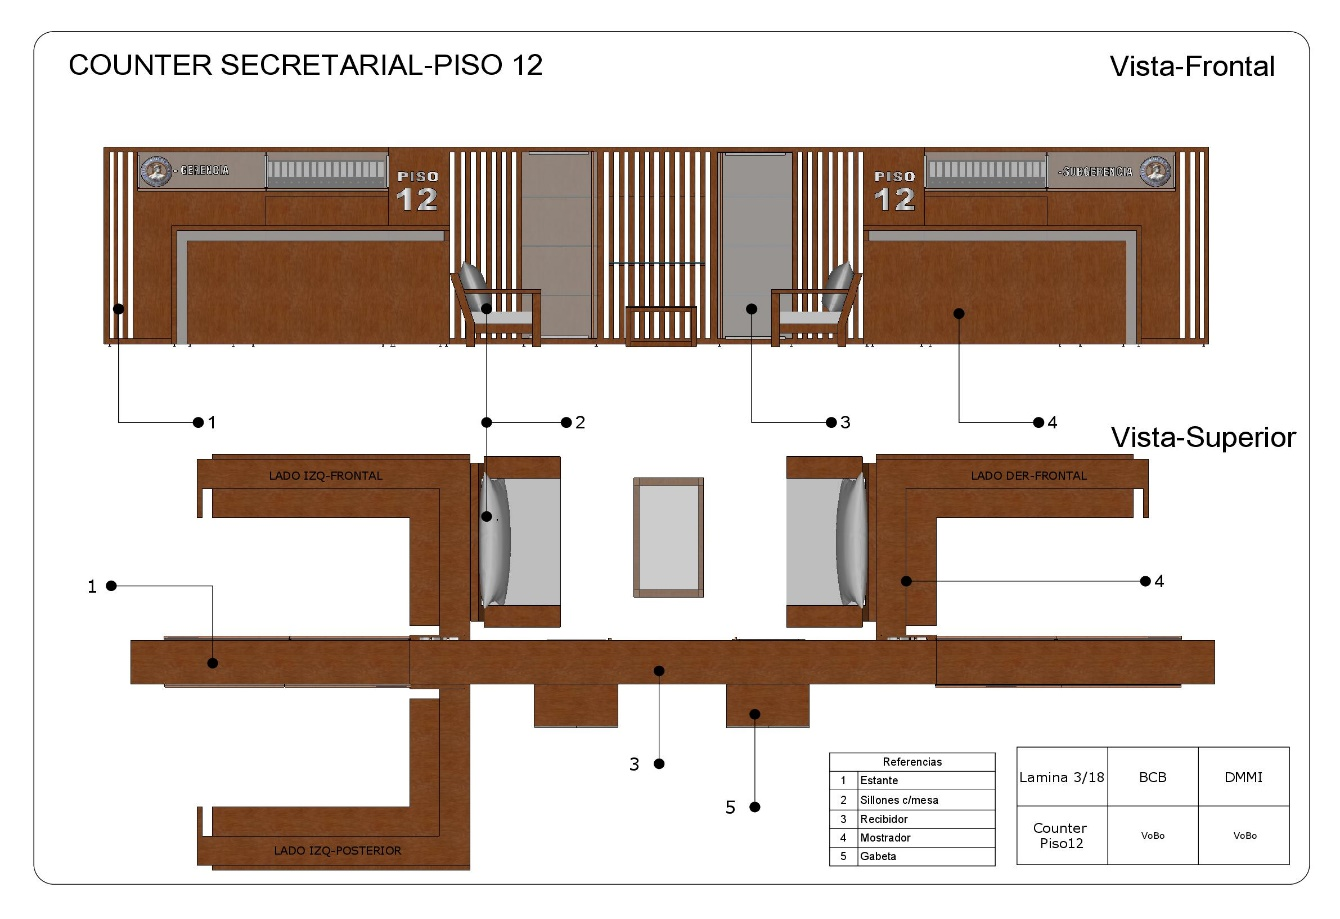 COUNTER SECRETARIAL-PISO 12
Vista-Frontal
- GERENCIA
PISO
12
PISO
12
-SUBGERENCIA
1
2
3
4
Vista-Superior
LADO IZQ-FRONTAL
LADO DER-FRONTAL
1
4
3
5
LADO IZQ-POSTERIOR
Referencias
1 Estante
2 Sillones c/mesa
3 Recibidor
4 Mostrador
5 Gabeta
Lamina 3/18
BCB
DMMI
Counter
Piso12
VoBo
VoBo